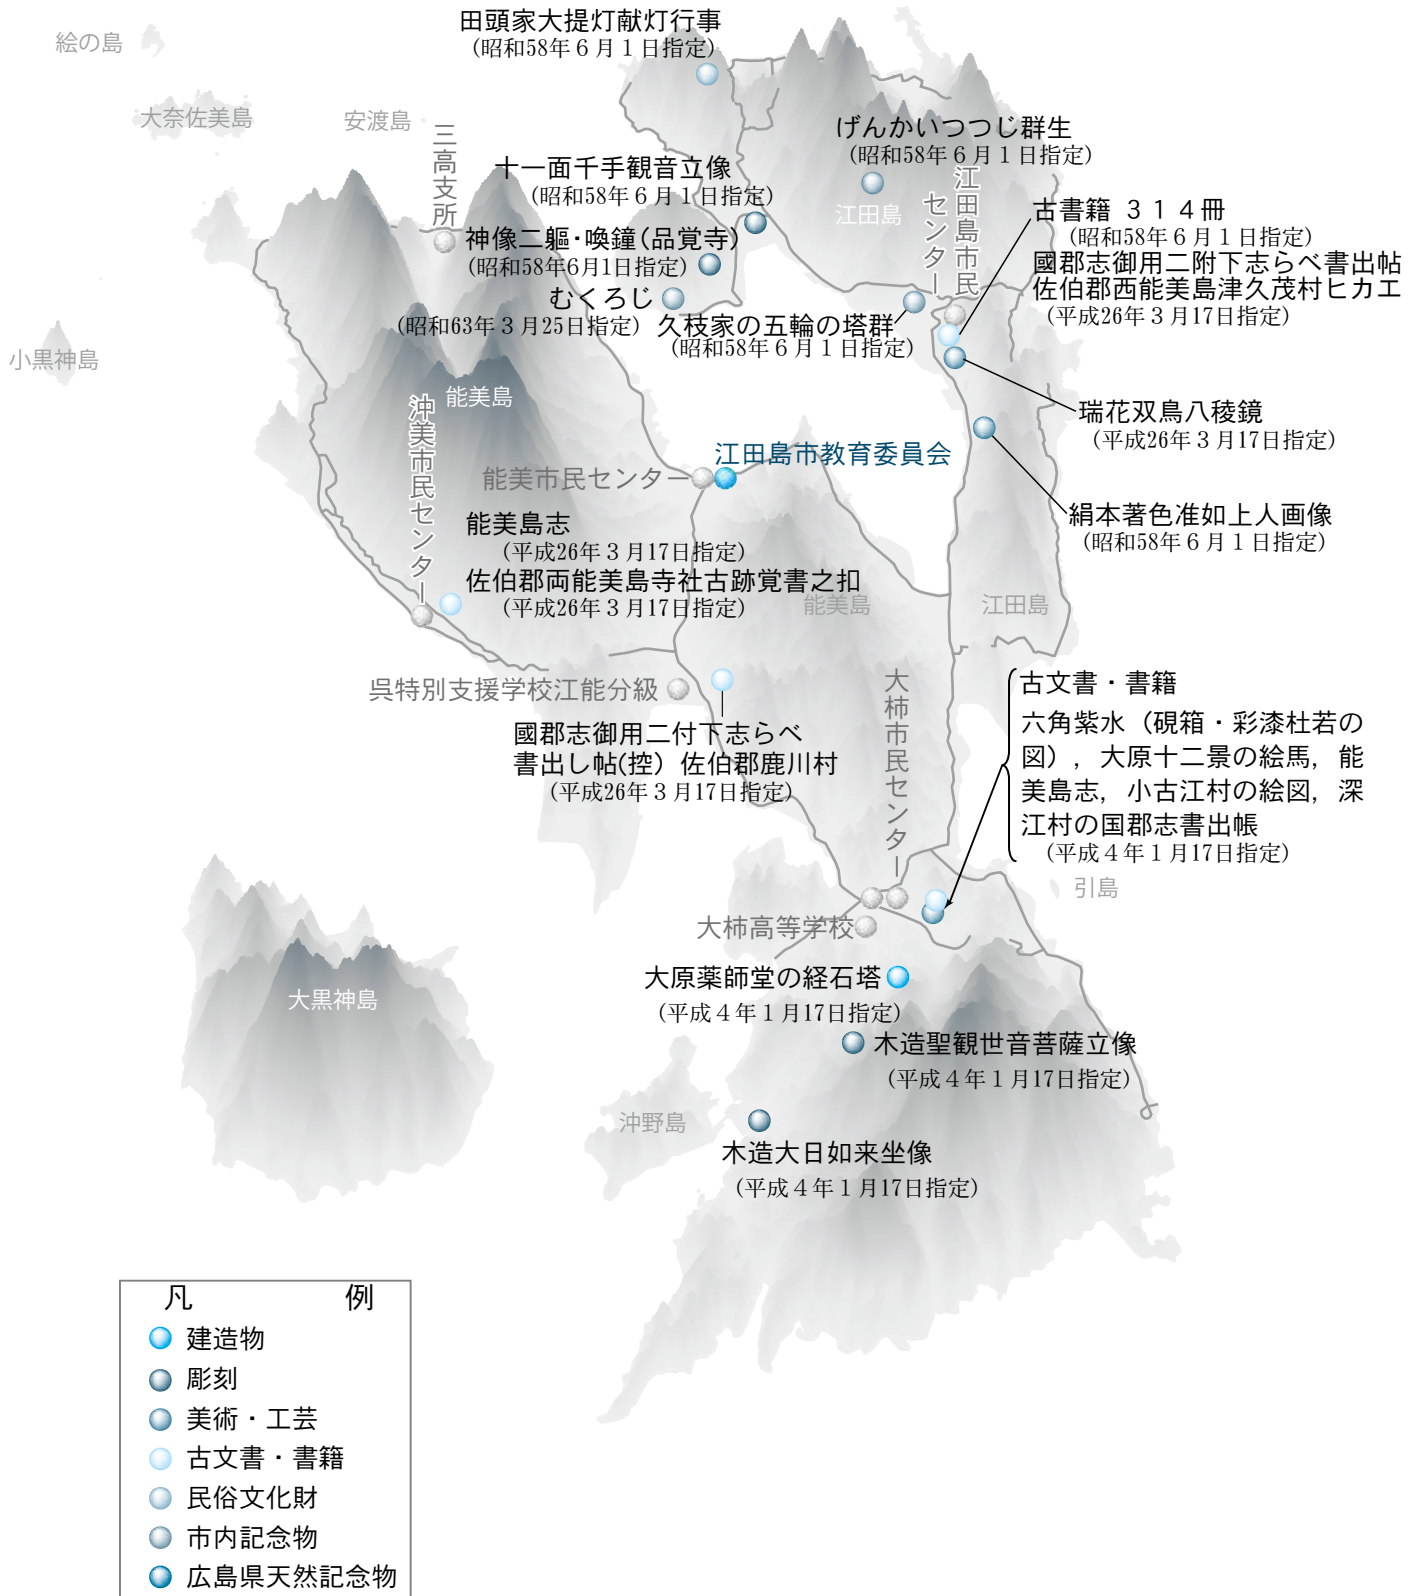 田頭家大提灯献灯行事
（昭和58年６月１日指定）
絵の島
大奈佐美島
安渡島
三高支所
げんかいつつじ群生
（昭和58年６月１日指定）
十一面千手観音立像
（昭和58年６月１日指定）
江田島
江田島市民センター
古書籍 ３１４冊
（昭和58年６月１日指定）
國郡志御用二附下志らべ書出帖
佐伯郡西能美島津久茂村ヒカエ
（平成26年３月17日指定）
神像二軀・喚鐘（品覚寺）
（昭和58年6月1日指定）
むくろじ
（昭和63年３月25日指定）
久枝家の五輪の塔群
（昭和58年６月１日指定）
小黒神島
能美島
沖美市民センター
瑞花双鳥八稜鏡
（平成26年３月17日指定）
江田島市教育委員会
能美市民センター
絹本著色准如上人画像
（昭和58年６月１日指定）
能美島志
（平成26年３月17日指定）
佐伯郡両能美島寺社古跡覚書之扣
（平成26年３月17日指定）
能美島
江田島
呉特別支援学校江能分級
大柿市民センター
國郡志御用二付下志らべ
書出し帖(控）佐伯郡鹿川村
（平成26年３月17日指定）
古文書・書籍
六角紫水（硯箱・彩漆杜若の
図），大原十二景の絵馬，能
美島志，小古江村の絵図，深
江村の国郡志書出帳
（平成４年１月17日指定）
引島
大柿高等学校
大原薬師堂の経石塔
（平成４年１月17日指定）
大黒神島
木造聖観世音菩薩立像
（平成４年１月17日指定）
沖野島
木造大日如来坐像
（平成４年１月17日指定）
凡 例
建造物
彫刻
美術・工芸
古文書・書籍
民俗文化財
市内記念物
広島県天然記念物